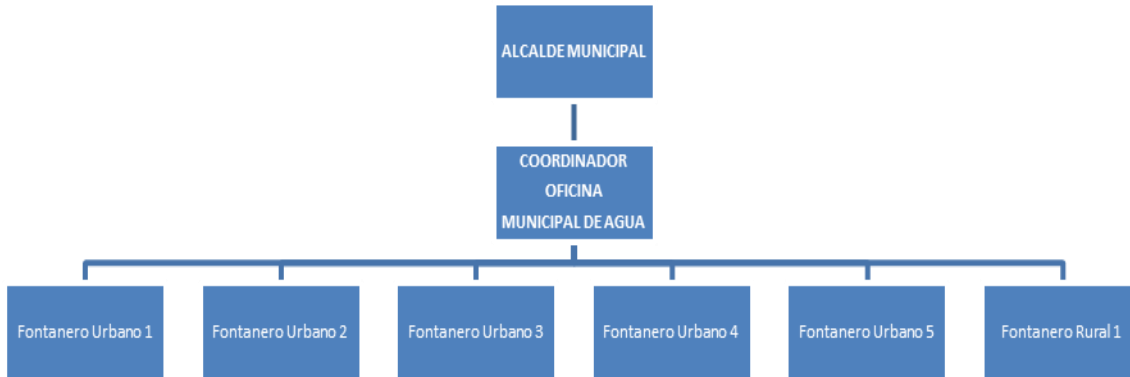 ALCALDE MUNICIPAL
COORDINADOR
OFICINA
MUNICIPAL DE AGUA
Fontanero Urbano 1
Fontanero Urbano 2
Fontanero Urbano 3
Fontanero Urbano 4
Fontanero Urbano 5
Fontanero Rural 1